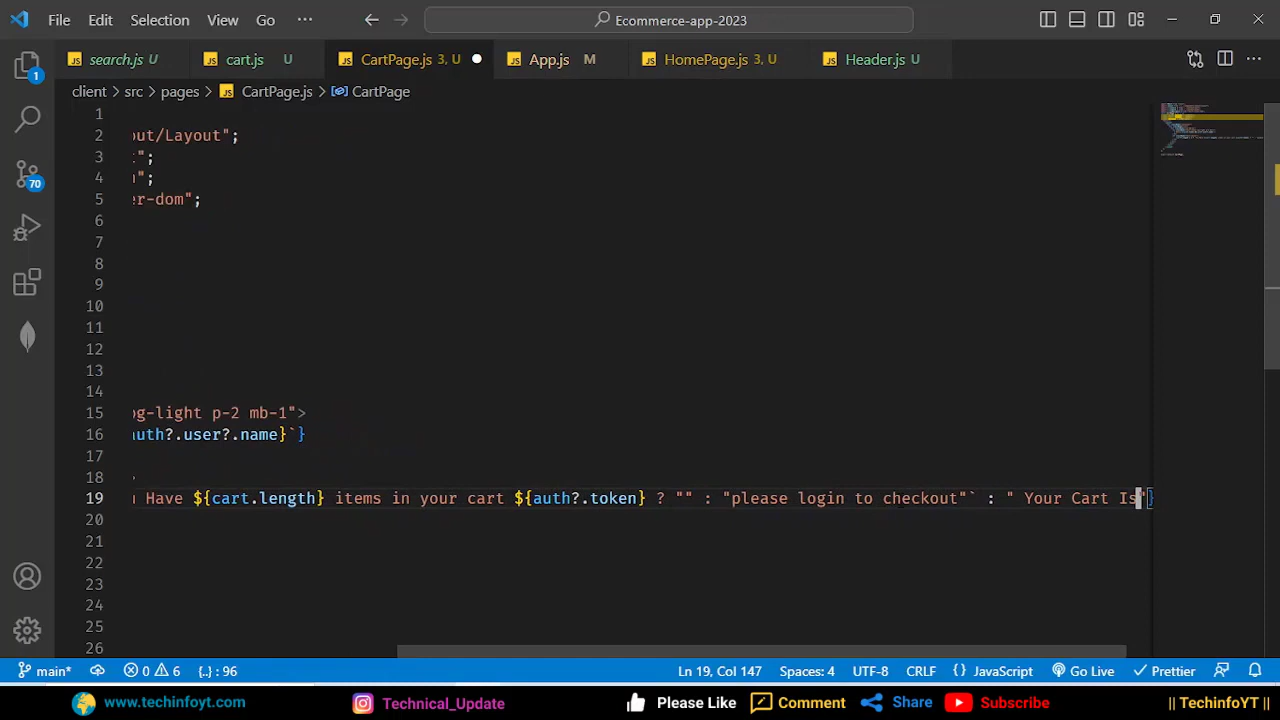 File Edit Selection View Go ··· Ecommerce-app-2023
search.js U cart.js U CartPage.js 3, U App.js M HomePage.js 3, U Header.js U
client > src > pages > CartPage.js > CartPage
1
2 out/Layout";
3 ";
4 ";
5 er-dom";
6
7
8
9
10
11
12
13
14
15 og-light p-2 mb-1">
16 auth?.user?.name}`}
17
18
19 Have ${cart.length} items in your cart ${auth?.token} ? "" : "please login to checkout"` : " Your Cart Is"}
20
21
22
23
24
25
26
1
70
main* 0 6 {..} : 96 Ln 19, Col 147 Spaces: 4 UTF-8 CRLF {} JavaScript Go Live Prettier
www.techinfoyt.com Technical_Update Please Like Comment Share Subscribe || TechinfoYT ||